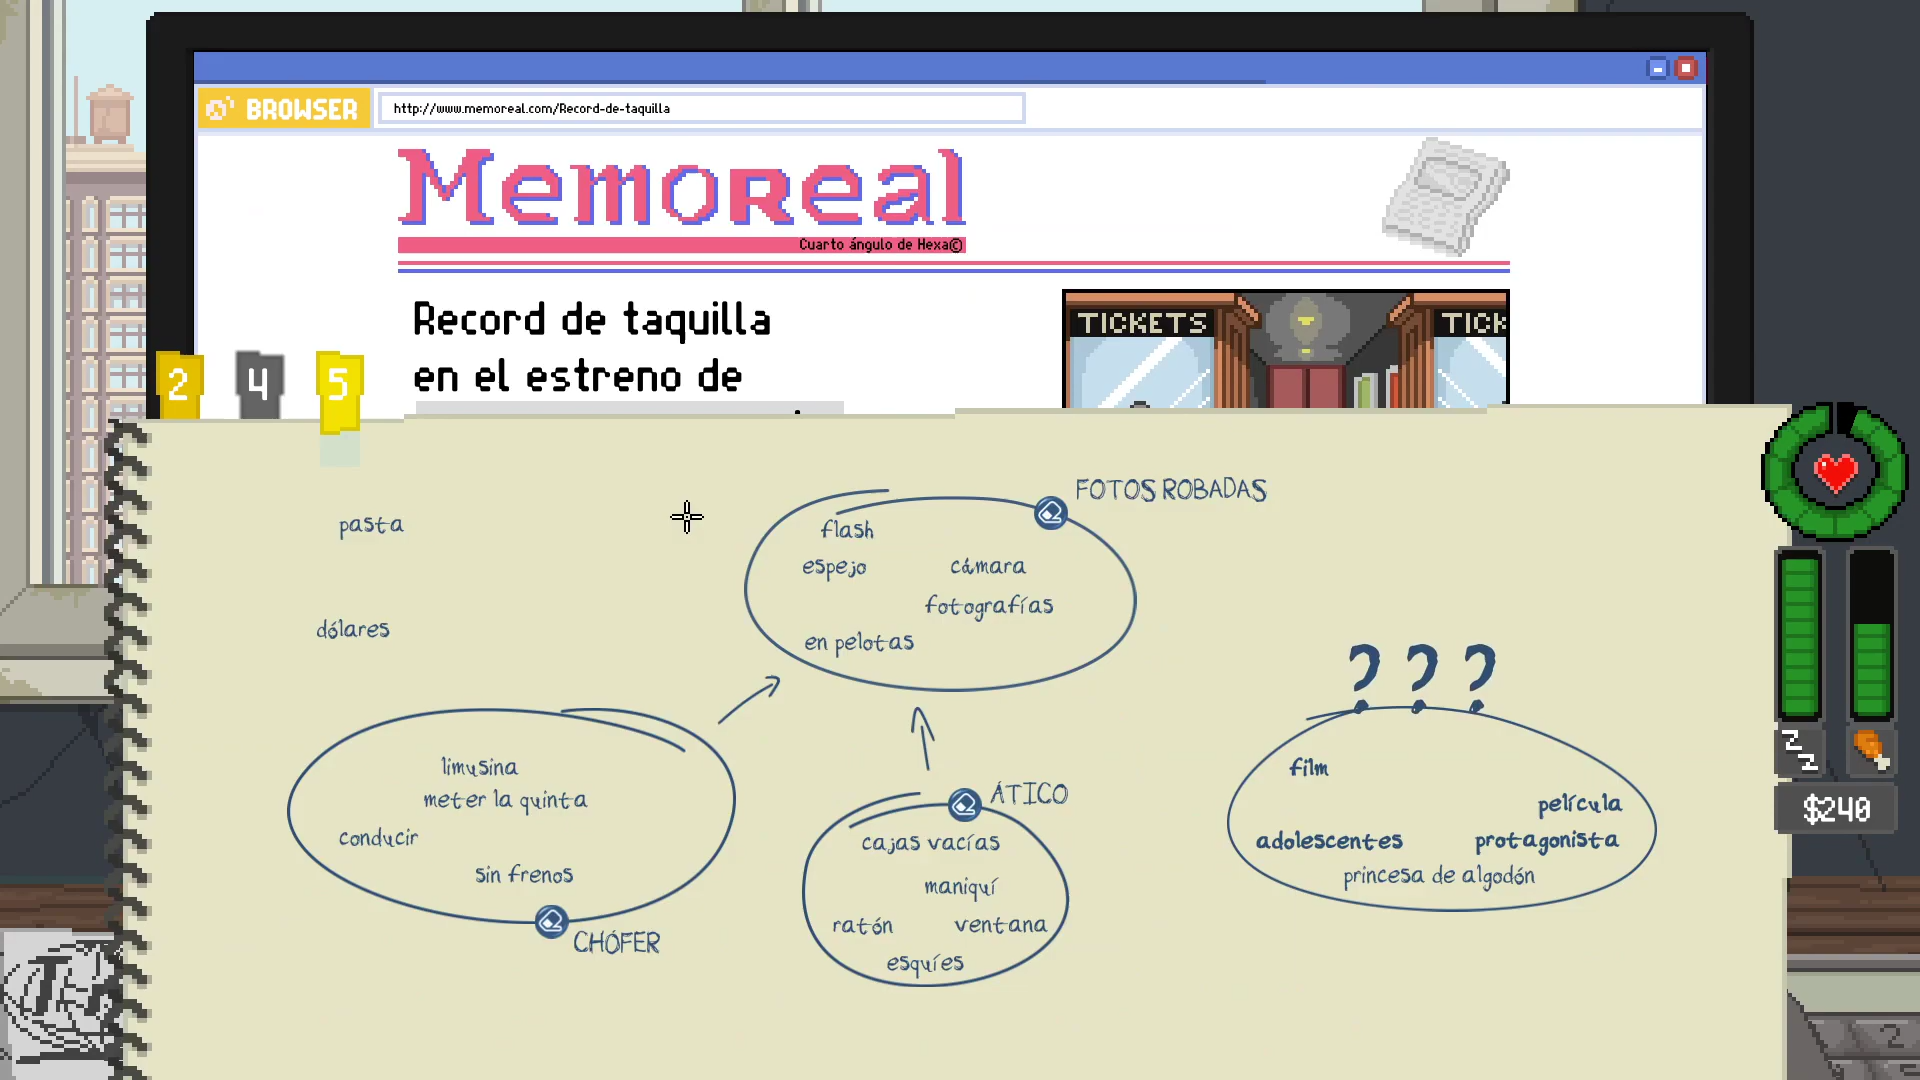 BROWSER
http://www.memoreal.com/Record-de-taquilla
Memoreal
Cuarto ángulo de Hexa©
Record de taquilla
en el estreno de
TICKETS
TICK
2
4
5
FOTOS ROBADAS
flash
espejo
cámara
fotografías
en pelotas
pasta
dólares
limusina
meter la quinta
conducir
sin frenos
CHÓFER
ÁTICO
cajas vacías
maniquí
ratón
ventana
esquíes
? ? ?
film
película
adolescentes
protagonista
princesa de algodón
zz
$240
2